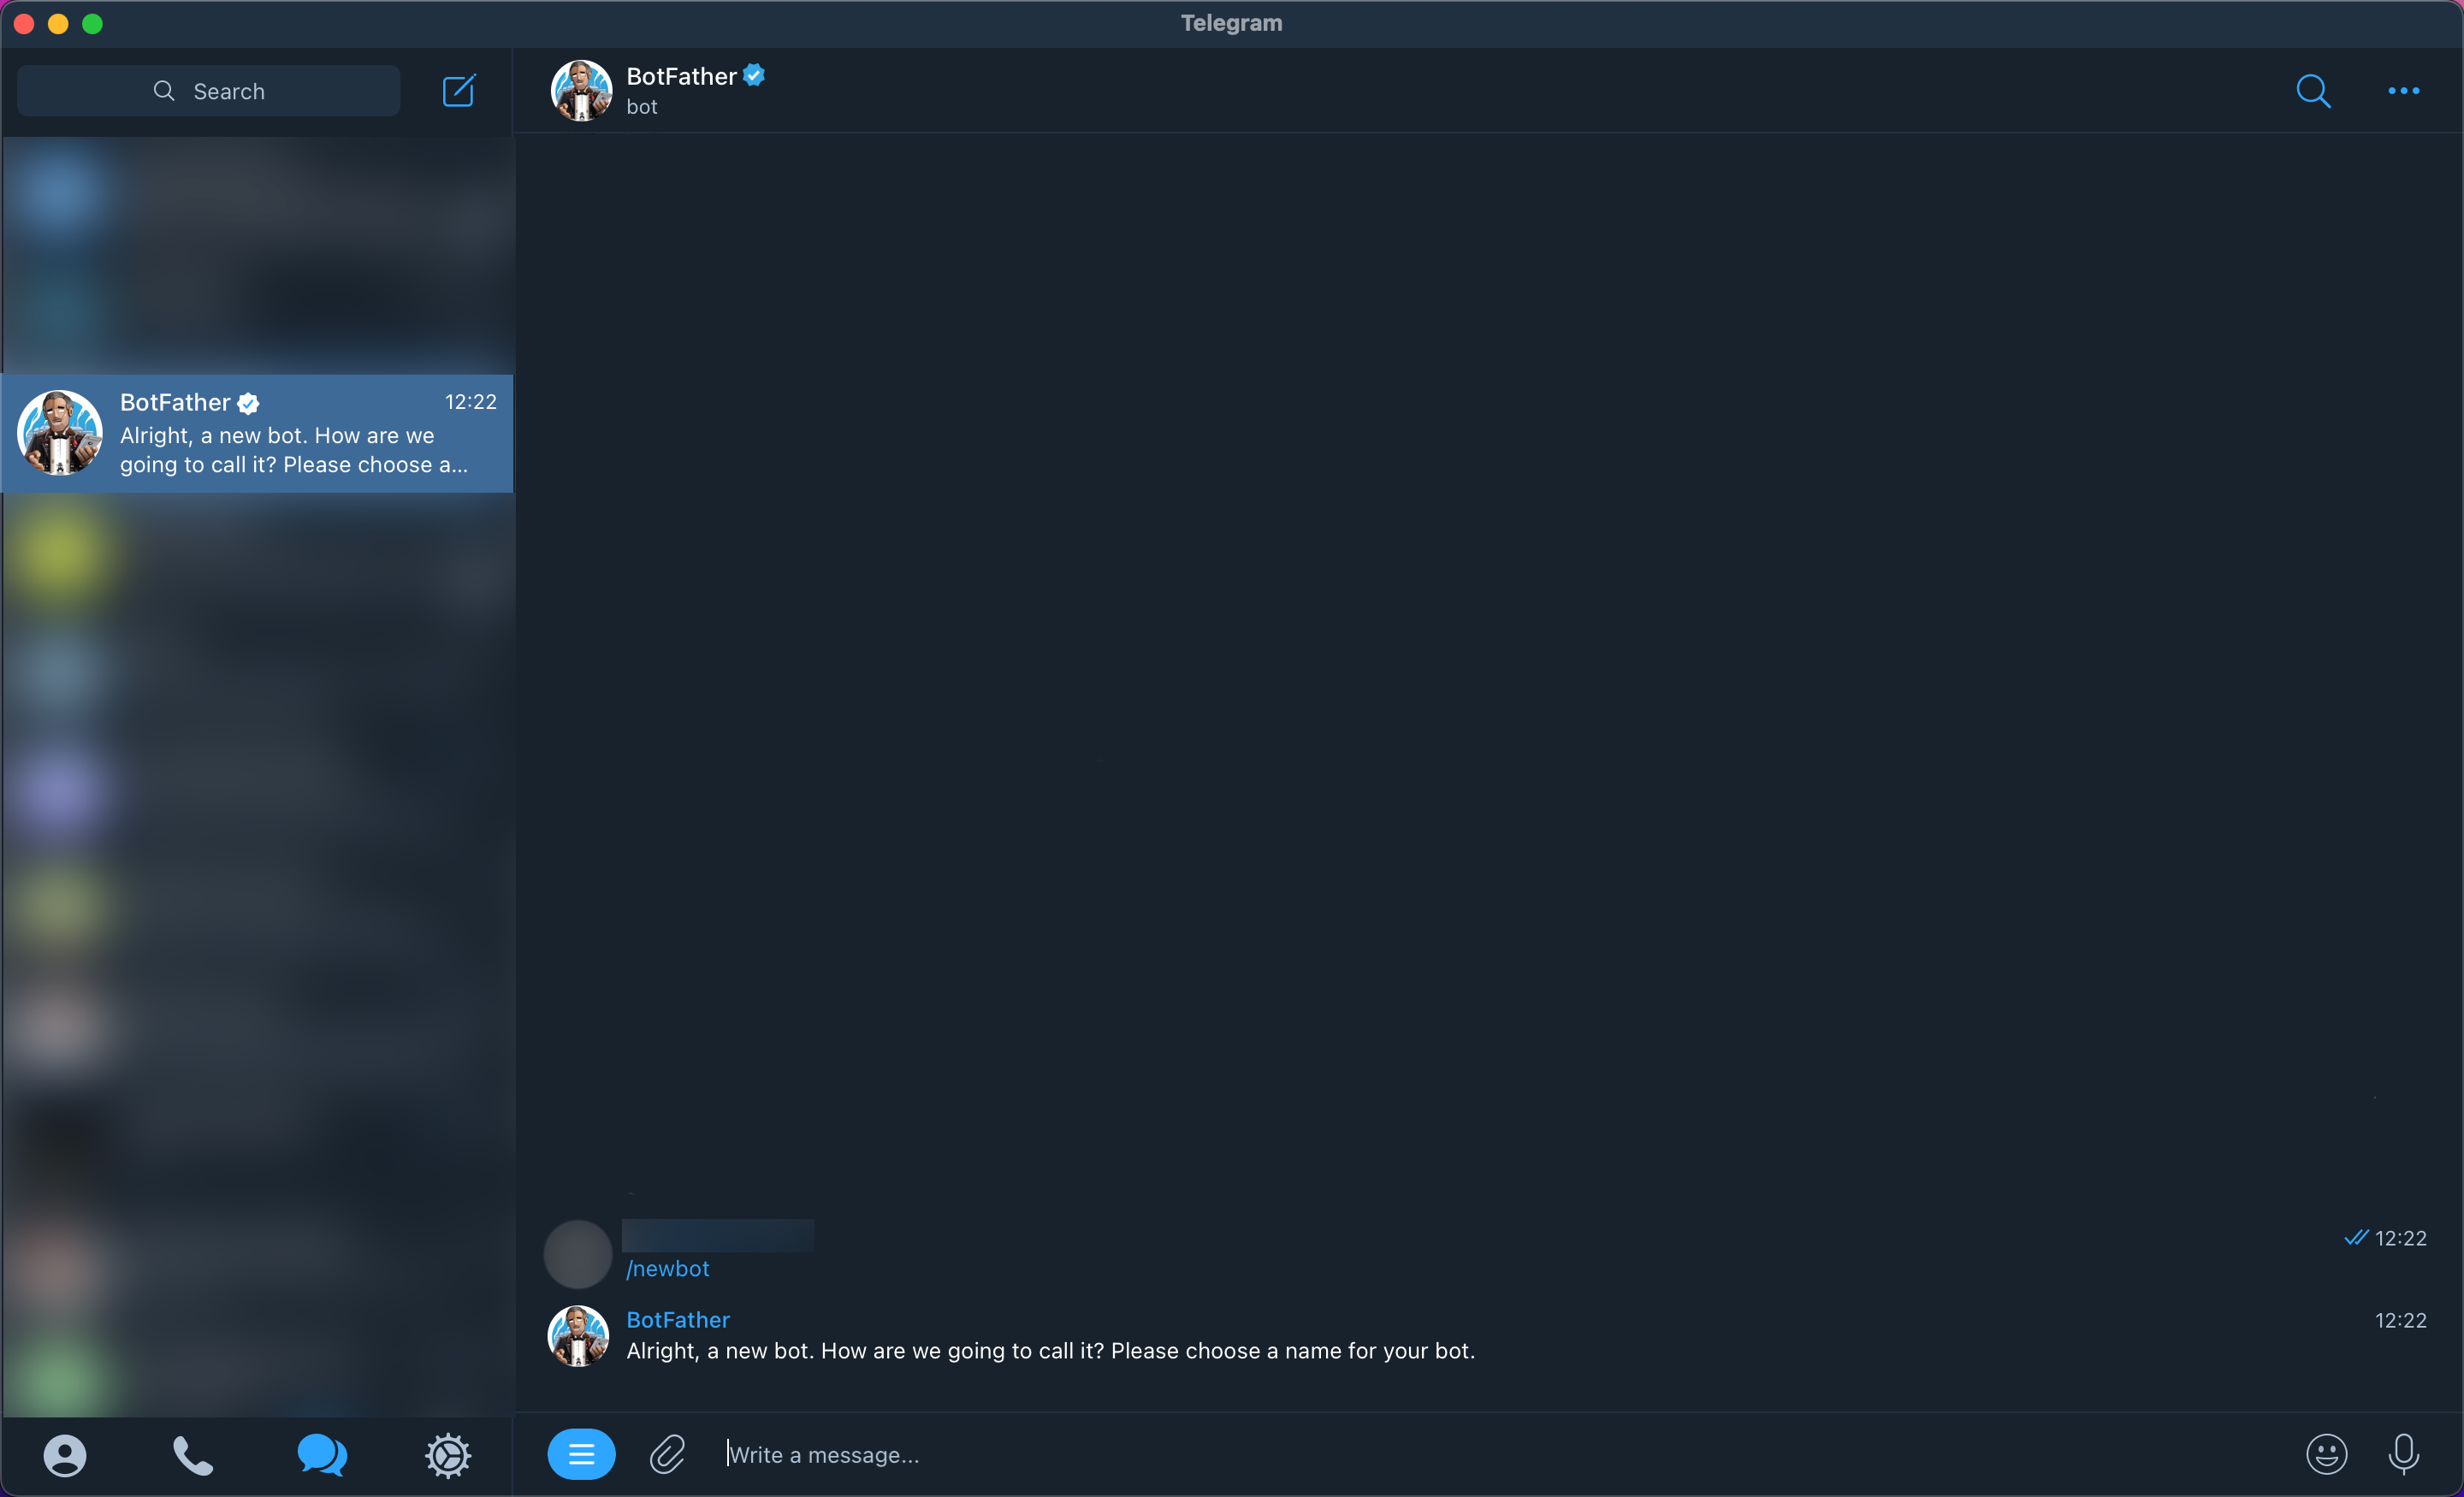 Telegram
Search
BotFather
bot
BotFather 12:22
Alright, a new bot. How are we
going to call it? Please choose a...
12:22
/newbot
BotFather 12:22
Alright, a new bot. How are we going to call it? Please choose a name for your bot.
Write a message...